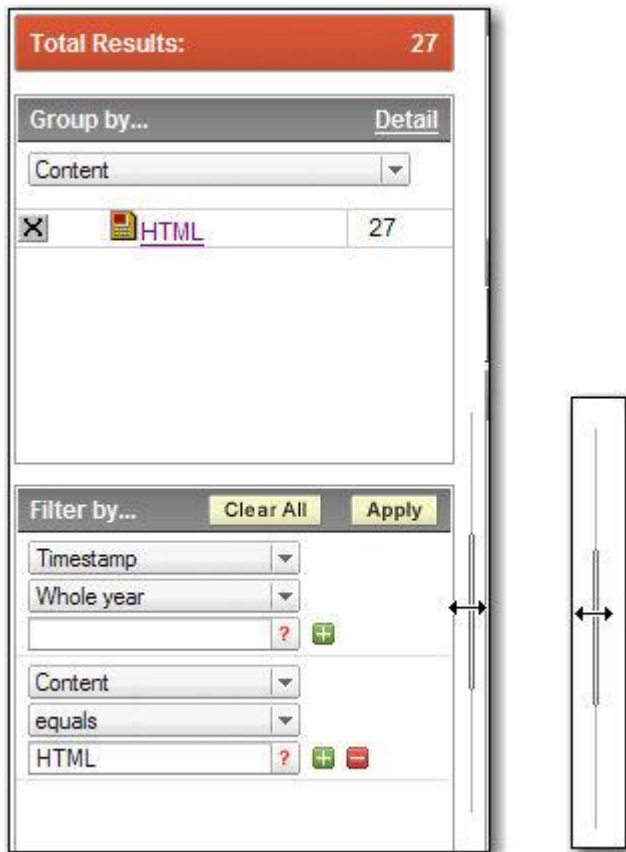 Total Results: 27
Group by... Detail
Content
HTML 27
Filter by... Clear All Apply
Timestamp
Whole year
?
Content
equals
HTML ?